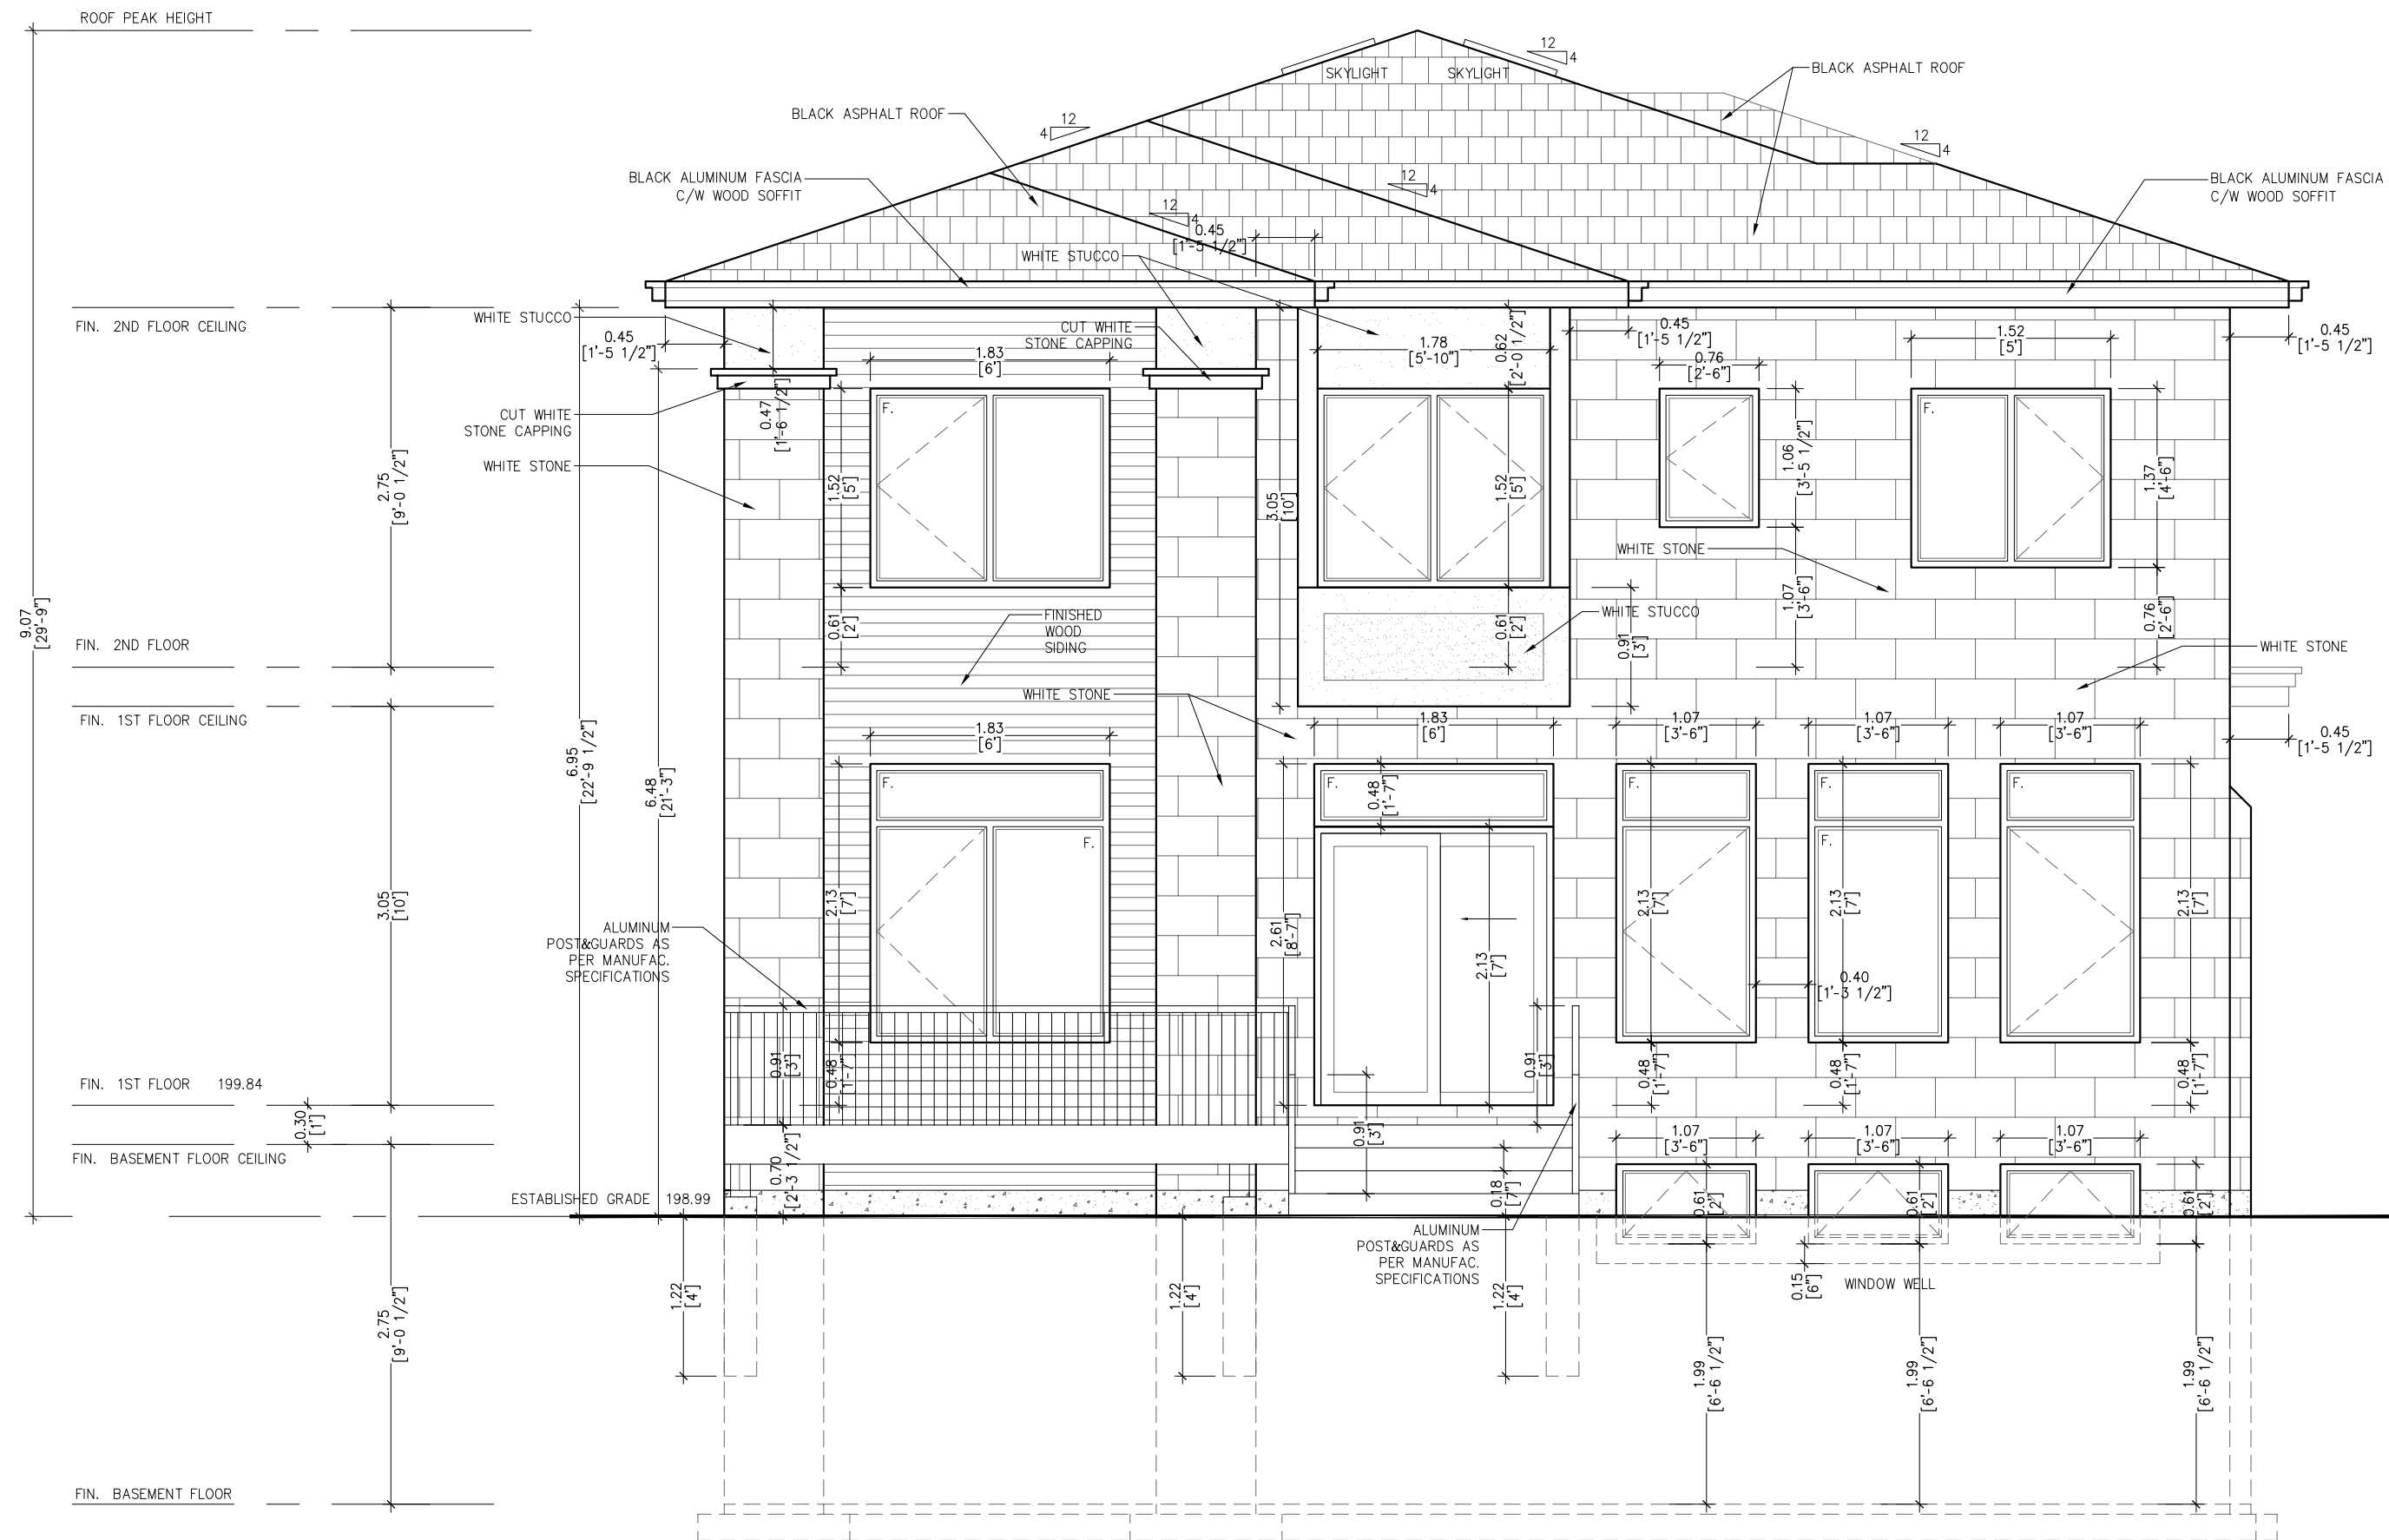 ROOF PEAK HEIGHT
12
4
SKYLIGHT
SKYLIGHT
BLACK ASPHALT ROOF
BLACK ASPHALT ROOF
12
4
12
4
BLACK ALUMINUM FASCIA
C/W WOOD SOFFIT
12
4
BLACK ALUMINUM FASCIA
C/W WOOD SOFFIT
12
4
0.45
[1'-5 1/2"]
WHITE STUCCO
FIN. 2ND FLOOR CEILING
WHITE STUCCO
0.45
[1'-5 1/2"]
CUT WHITE
STONE CAPPING
1.83
[6']
1.78
[5'-10"]
0.62
[2'-0 1/2"]
0.45
[1'-5 1/2"]
0.76
[2'-6"]
1.52
[5']
0.45
[1'-5 1/2"]
CUT WHITE
STONE CAPPING
0.47
[1'-6 1/2"]
F.
F.
WHITE STONE
2.75
[9'-0 1/2"]
1.52
[5']
3.05
[10']
1.52
[5']
1.06
[3'-5 1/2"]
1.37
[4'-6"]
WHITE STONE
9.07
[29'-9"]
FIN. 2ND FLOOR
0.61
[2']
FINISHED
WOOD
SIDING
0.61
[2']
WHITE STUCCO
0.91
[3']
1.07
[3'-6"]
0.76
[2'-6"]
WHITE STONE
WHITE STONE
FIN. 1ST FLOOR CEILING
6.95
[22'-9 1/2"]
6.48
[21'-3"]
1.83
[6']
1.83
[6']
1.07
[3'-6"]
1.07
[3'-6"]
1.07
[3'-6"]
0.45
[1'-5 1/2"]
F.
F.
F.
F.
F.
0.48
[1'-7"]
F.
F.
3.05
[10']
2.13
[7']
2.61
[8'-7"]
2.13
[7']
2.13
[7']
2.13
[7']
2.13
[7']
ALUMINUM
POST&GUARDS AS
PER MANUFAC.
SPECIFICATIONS
0.40
[1'-3 1/2"]
FIN. 1ST FLOOR 199.84
0.91
[3']
0.48
[1'-7"]
0.91
[3']
0.48
[1'-7"]
0.48
[1'-7"]
0.48
[1'-7"]
0.30
[1']
0.91
[3']
1.07
[3'-6"]
1.07
[3'-6"]
1.07
[3'-6"]
FIN. BASEMENT FLOOR CEILING
0.70
[2'-3 1/2"]
0.18
[7"]
0.61
[2']
0.61
[2']
0.61
[2']
ESTABLISHED GRADE 198.99
ALUMINUM
POST&GUARDS AS
PER MANUFAC.
SPECIFICATIONS
1.22
[4']
1.22
[4']
1.22
[4']
0.15
[6"]
WINDOW WELL
2.75
[9'-0 1/2"]
1.99
[6'-6 1/2"]
1.99
[6'-6 1/2"]
1.99
[6'-6 1/2"]
FIN. BASEMENT FLOOR